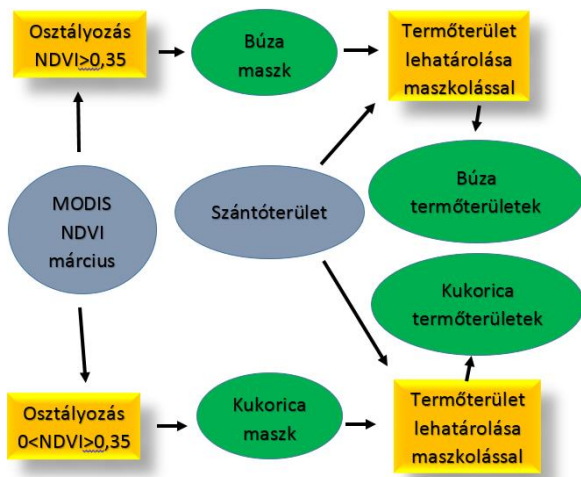 Osztályozás
NDVI>0,35
Búza
maszk
Termőterület
lehatárolása
maszkolással
MODIS
NDVI
március
Szántóterület
Búza
termőterületek
Kukorica
termőterületek
Osztályozás
0<NDVI>0,35
Kukorica
maszk
Termőterület
lehatárolása
maszkolással